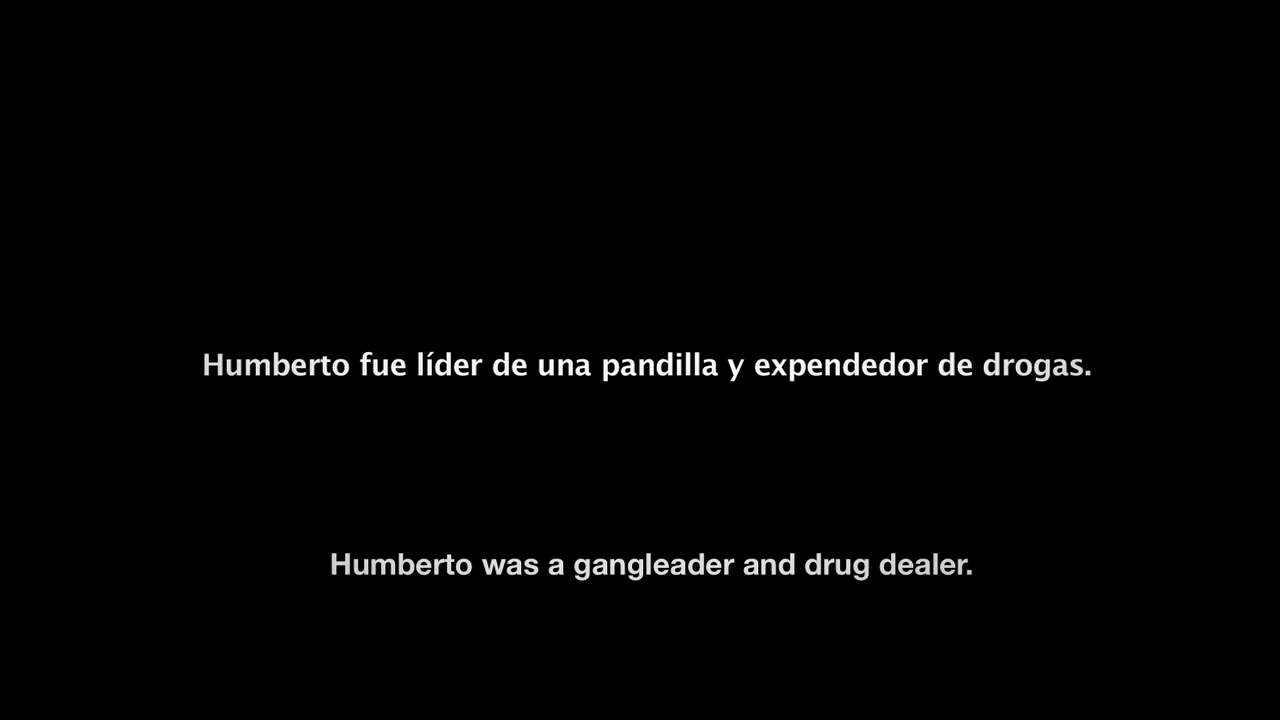 Humberto fue líder de una pandilla y expendedor de drogas.
Humberto was a gangleader and drug dealer.